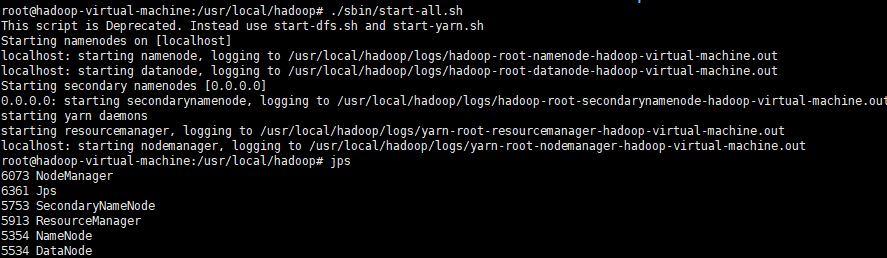 root@hadoop-virtual-machine:/usr/local/hadoop# ./sbin/start-all.sh
This script is Deprecated. Instead use start-dfs.sh and start-yarn.sh
Starting namenodes on [localhost]
localhost: starting namenode, logging to /usr/local/hadoop/logs/hadoop-root-namenode-hadoop-virtual-machine.out
localhost: starting datanode, logging to /usr/local/hadoop/logs/hadoop-root-datanode-hadoop-virtual-machine.out
Starting secondary namenodes [0.0.0.0]
0.0.0.0: starting secondarynamenode, logging to /usr/local/hadoop/logs/hadoop-root-secondarynamenode-hadoop-virtual-machine.out
starting yarn daemons
starting resourcemanager, logging to /usr/local/hadoop/logs/yarn-root-resourcemanager-hadoop-virtual-machine.out
localhost: starting nodemanager, logging to /usr/local/hadoop/logs/yarn-root-nodemanager-hadoop-virtual-machine.out
root@hadoop-virtual-machine:/usr/local/hadoop# jps
6073 NodeManager
6361 Jps
5753 SecondaryNameNode
5913 ResourceManager
5354 NameNode
5534 DataNode